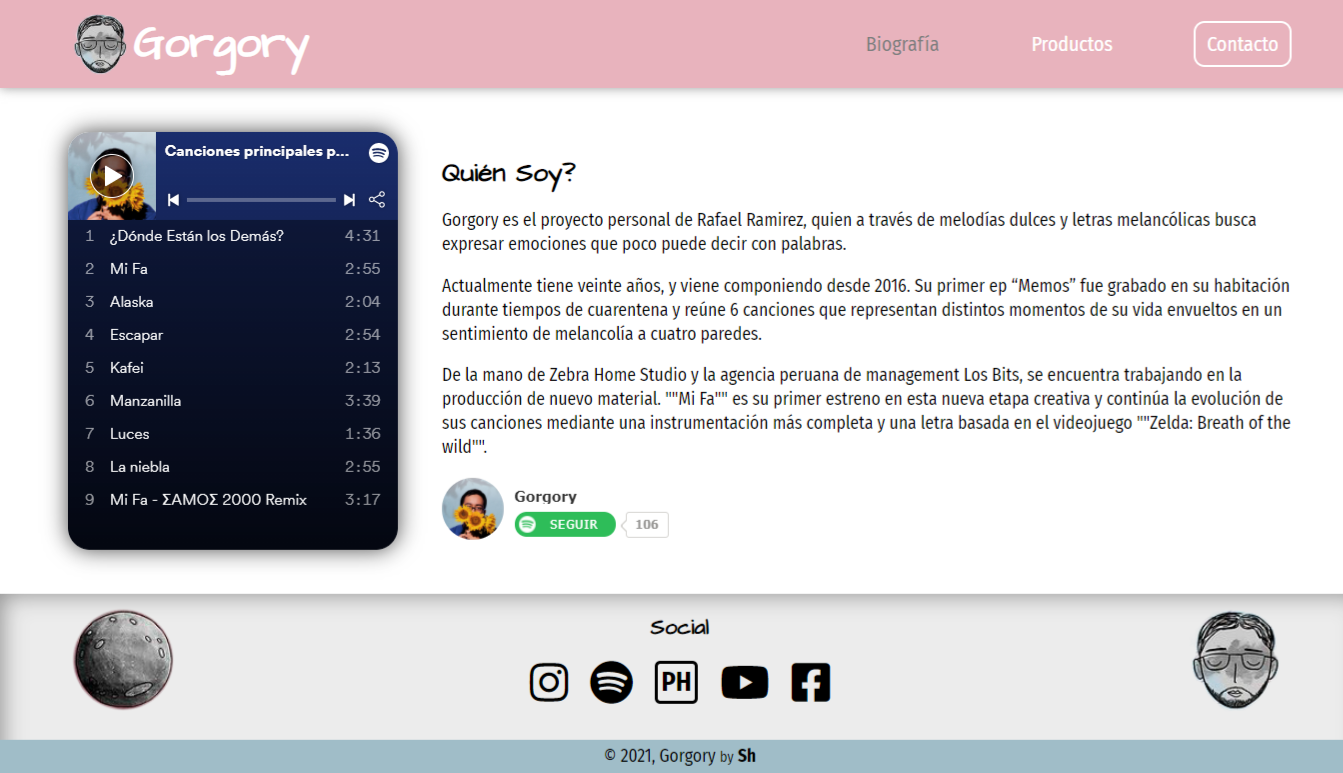 Gorgory
Biografía
Productos
Contacto
Canciones principales p...
1 ¿Dónde Están los Demás? 4:31
2 Mi Fa 2:55
3 Alaska 2:04
4 Escapar 2:54
5 Kafei 2:13
6 Manzanilla 3:39
7 Luces 1:36
8 La niebla 2:55
9 Mi Fa - ΣAMOΣ 2000 Remix 3:17
Quién Soy?
Gorgory es el proyecto personal de Rafael Ramirez, quien a través de melodías dulces y letras melancólicas busca
expresar emociones que poco puede decir con palabras.
Actualmente tiene veinte años, y viene componiendo desde 2016. Su primer ep “Memos” fue grabado en su habitación
durante tiempos de cuarentena y reúne 6 canciones que representan distintos momentos de su vida envueltos en un
sentimiento de melancolía a cuatro paredes.
De la mano de Zebra Home Studio y la agencia peruana de management Los Bits, se encuentra trabajando en la
producción de nuevo material. ""Mi Fa"" es su primer estreno en esta nueva etapa creativa y continúa la evolución de
sus canciones mediante una instrumentación más completa y una letra basada en el videojuego ""Zelda: Breath of the
wild"".
Gorgory
SEGUIR 106
Social
PH
© 2021, Gorgory by Sh